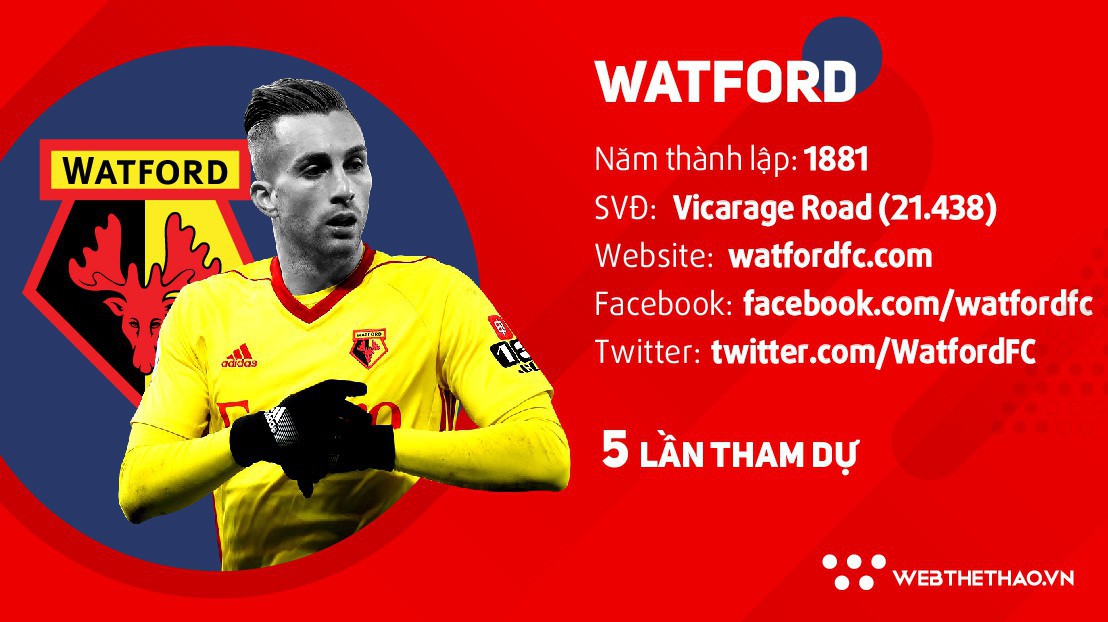 WATFORD
Năm thành lập: 1881
SVĐ: Vicarage Road (21.438)
Website: watfordfc.com
Facebook: facebook.com/watfordfc
Twitter: twitter.com/WatfordFC
5 LẦN THAM DỰ
WATFORD
adidas
WATFORD
WEBTHETHAO.VN